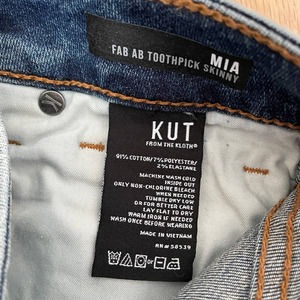 MIA
FAB AB TOOTHPICK SKINNY
KUT
FROM THE KLOTH®
91% COTTON/7% POLYESTER/
2% ELASTANE
MACHINE WASH COLD
INSIDE OUT
ONLY NON-CHLORINE BLEACH
WHEN NEEDED
TUMBLE DRY LOW
OR FOR BETTER CARE
LAY FLAT TO DRY
WARM IRON IF NEEDED
WASH ONCE BEFORE WEARING
MADE IN VIETNAM
RN# 58539
OR